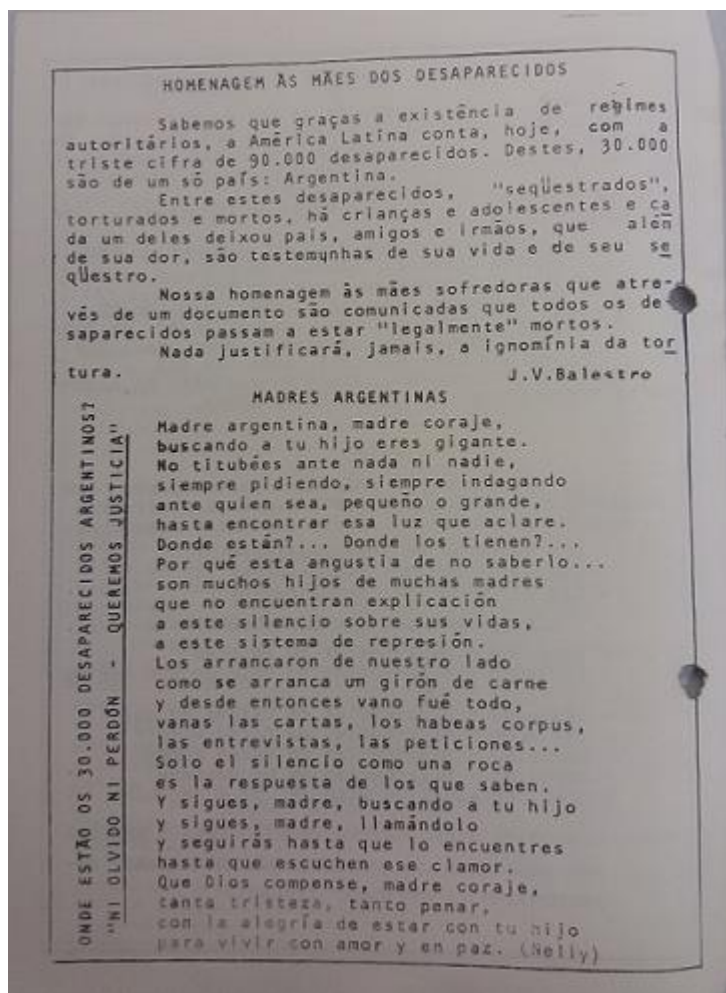 HOMENAGEM ÀS MÃES DOS DESAPARECIDOS
Sabemos que graças a existência de regimes
autoritários, a América Latina conta, hoje, com a
triste cifra de 90.000 desaparecidos. Destes, 30.000
são de um só país: Argentina.
Entre estes desaparecidos, "seqüestrados",
torturados e mortos, há crianças e adolescentes e ca
da um deles deixou pais, amigos e irmãos, que além
de sua dor, são testemunhas de sua vida e de seu se
qüestro.
Nossa homenagem às mães sofredoras que atra-
vés de um documento são comunicadas que todos os de
saparecidos passam a estar "legalmente" mortos.
Nada justificará, jamais, a ignomínia da tor
tura.
J.V.Balestro
MADRES ARGENTINAS
Madre argentina, madre coraje,
buscando a tu hijo eres gigante.
No titubées ante nada ni nadie,
siempre pidiendo, siempre indagando
ante quien sea, pequeño o grande,
hasta encontrar esa luz que aclare.
Donde están?... Donde los tienen?...
Por qué esta angustia de no saberlo...
son muchos hijos de muchas madres
que no encuentran explicación
a este silencio sobre sus vidas,
a este sistema de represión.
Los arrancaron de nuestro lado
como se arranca un girón de carne
y desde entonces vano fué todo,
vanas las cartas, los habeas corpus,
las entrevistas, las peticiones...
Solo el silencio como una roca
es la respuesta de los que saben.
Y sigues, madre, buscando a tu hijo
y sigues, madre, llamándolo
y seguirás hasta que lo encuentres
hasta que escuchen ese clamor.
Que Dios compense, madre coraje,
tanta tristeza, tanto penar,
con la alegría de estar con tu hijo
para vivir con amor y en paz. (Nelly)
ONDE ESTÃO OS 30.000 DESAPARECIDOS ARGENTINOS?
"NI OLVIDO NI PERDÓN - QUEREMOS JUSTICIA"